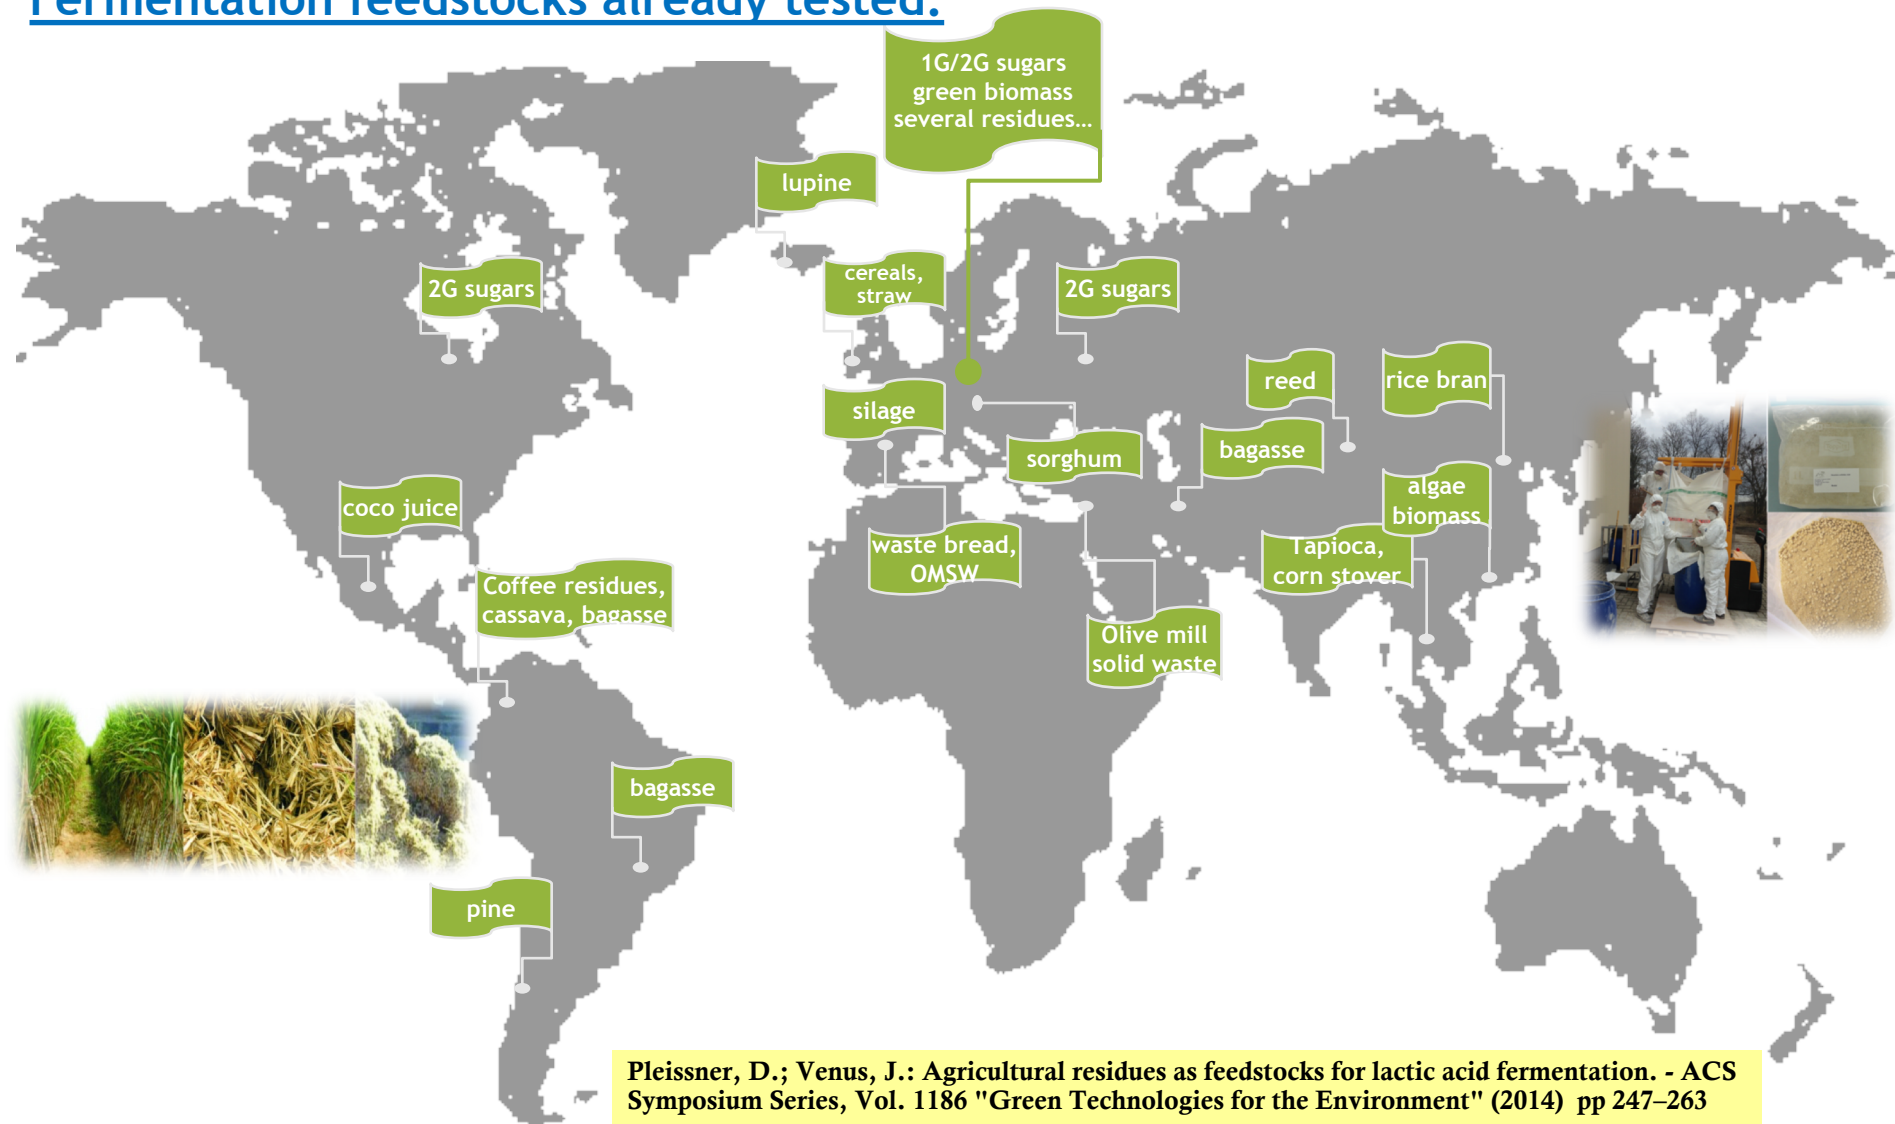 Fermentation feedstocks already tested:
1G/2G sugars
green biomass
several residues…
lupine
2G sugars
cereals,
straw
2G sugars
silage
reed
rice bran
sorghum
bagasse
coco juice
algae
biomass
waste bread,
OMSW
Tapioca,
corn stover
Coffee residues,
cassava, bagasse
Olive mill
solid waste
bagasse
pine
Pleissner, D.; Venus, J.: Agricultural residues as feedstocks for lactic acid fermentation. - ACS
Symposium Series, Vol. 1186 "Green Technologies for the Environment" (2014)  pp 247–263